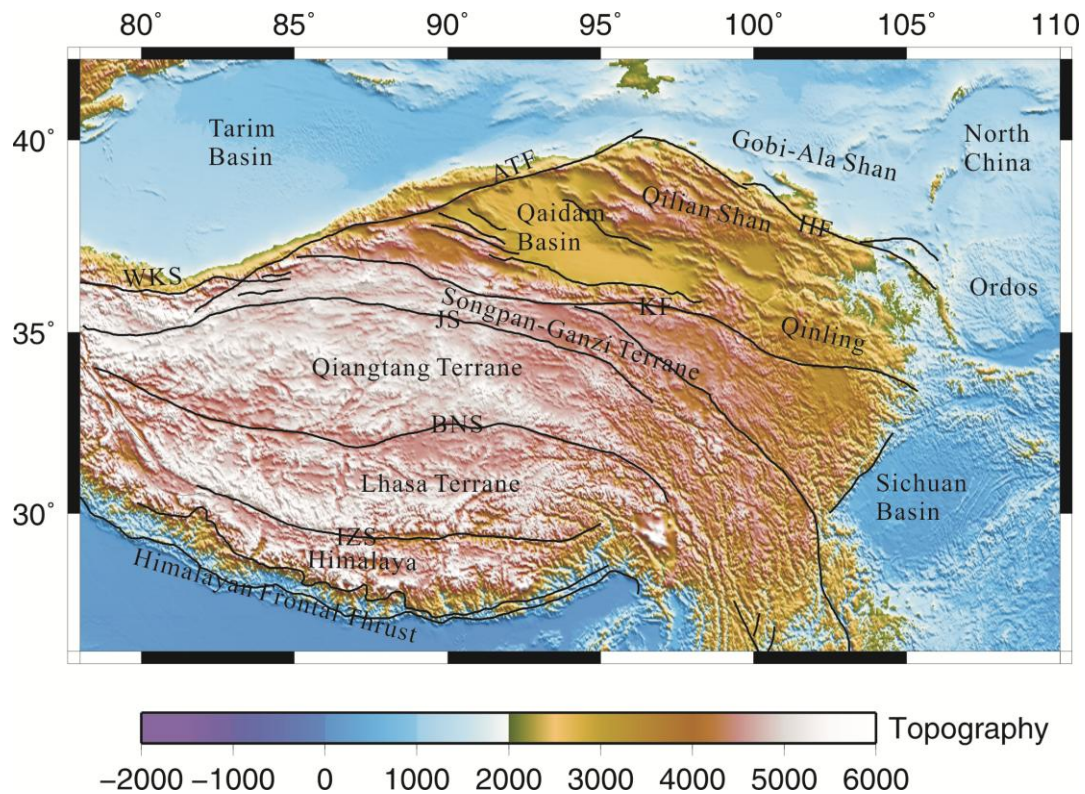 80° 85° 90° 95° 100° 105° 110
40°
35°
30°
Tarim
Basin
ATF
Gobi-Ala Shan
North
China
Qaidam
Basin
Qilian Shan
HF
WKS
Ordos
Songpan-Ganzi Terrane
KF
JS
Qinling
Qiangtang Terrane
BNS
Lhasa Terrane
Sichuan
Basin
IZS
Himalaya
Himalayan Frontal Thrust
Topography
−2000 −1000 0 1000 2000 3000 4000 5000 6000